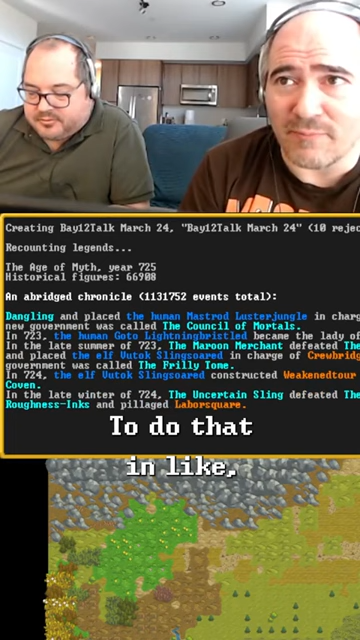 Creating Bay12Talk March 24, "Bay12Talk March 24" (10 rejec
Recounting legends...
The Age of Myth, year 725
Historical figures: 66908
An abridged chronicle (1131752 events total):
Dangling and placed the human Mastrod Lusterjungle in charg
new government was called The Council of Mortals.
In 723, the human Goto Lightningbristled became the lady of
In the late summer of 723, The Maroon Merchant defeated The
and placed the elf Vutok Slingsoared in charge of Crewbridg
government was called The Frilly Tome.
In 724, the elf Vutok Slingsoared constructed Weakenedtour
Coven.
In the late winter of 724, The Uncertain Sling defeated The
Roughness-Inks and pillaged Laborsquare.
To do that
in like,